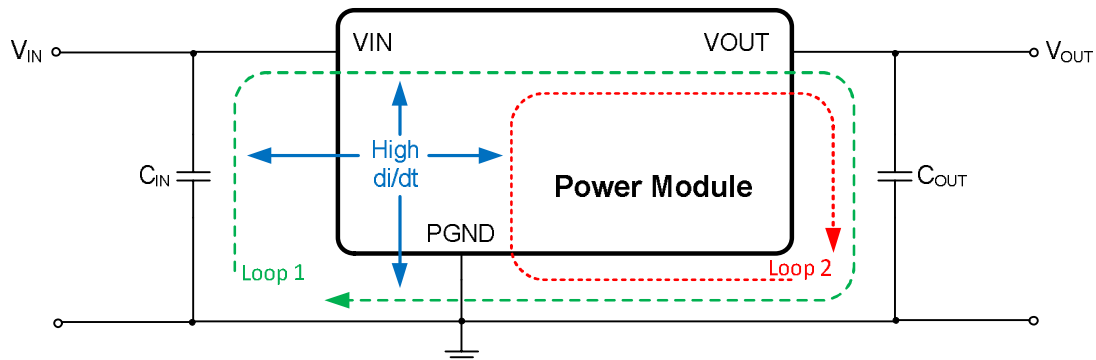 VIN
VIN
VOUT
VOUT
High
di/dt
CIN
COUT
Power Module
PGND
Loop 1
Loop 2